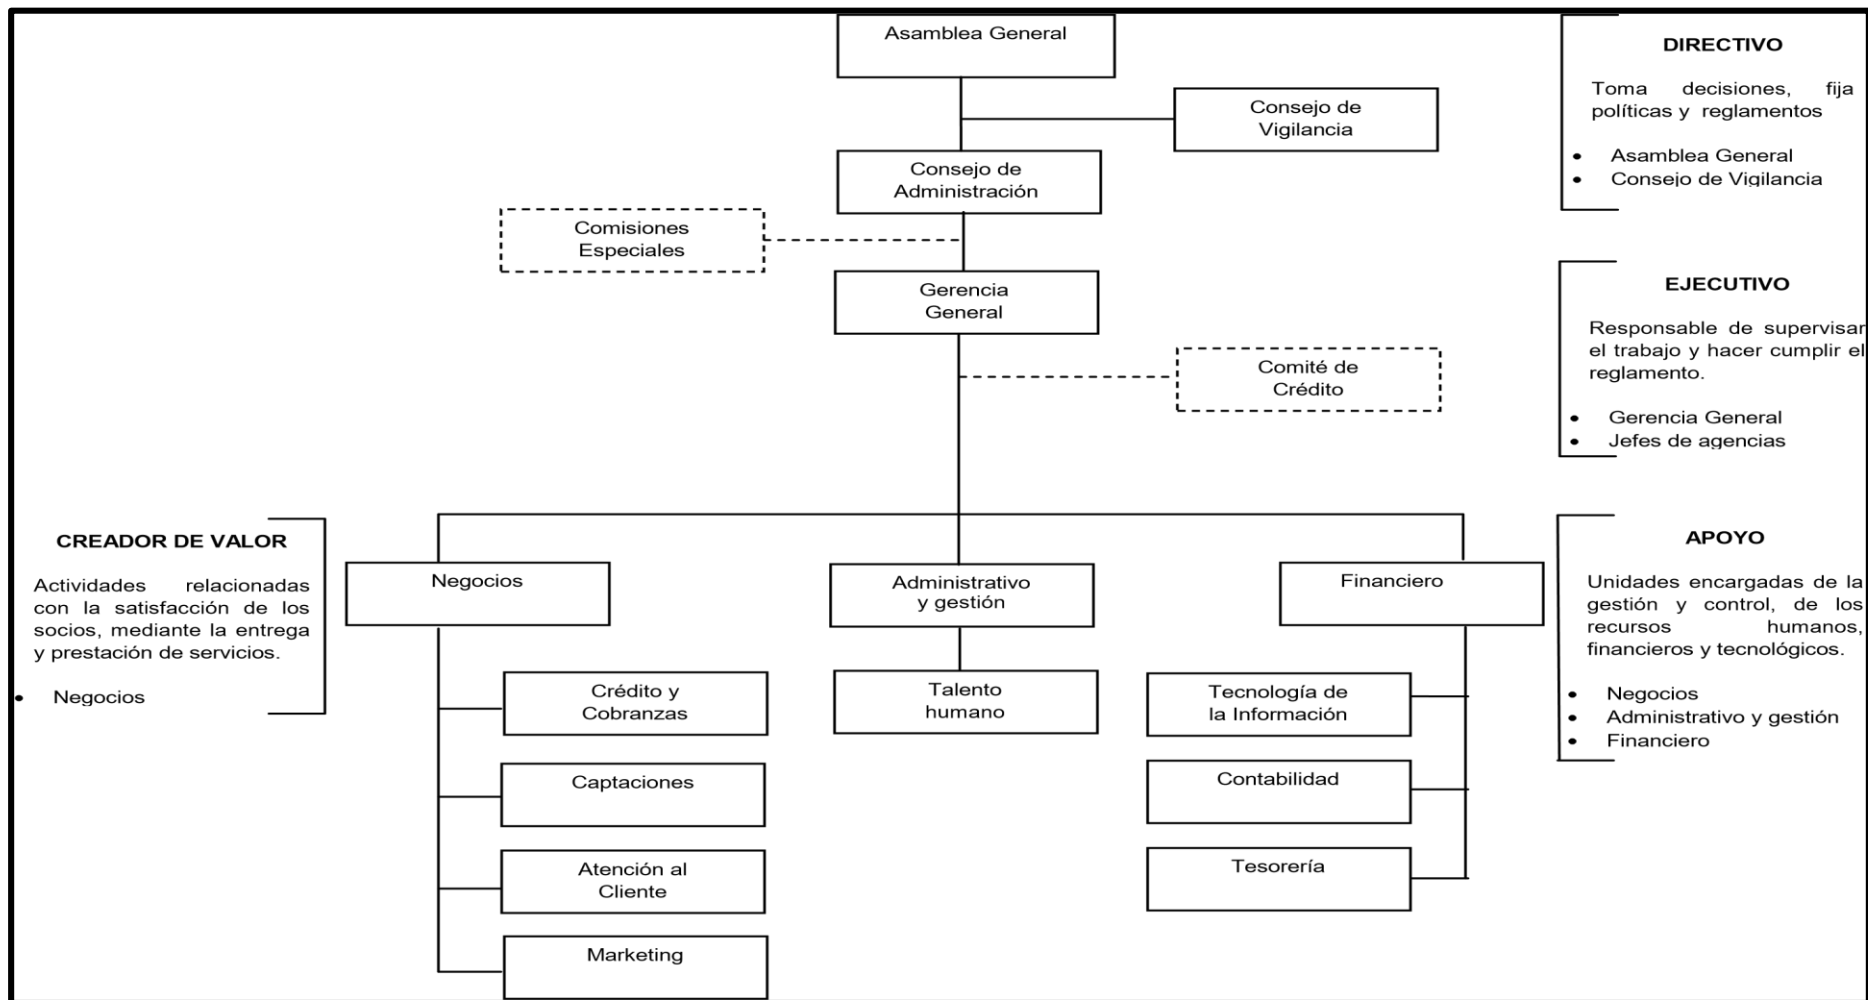 Asamblea General
Consejo de
Vigilancia
Consejo de
Administración
Comisiones
Especiales
Gerencia
General
Comité de
Crédito
Negocios
Administrativo
y gestión
Financiero
Crédito y
Cobranzas
Captaciones
Atención al
Cliente
Marketing
Talento
humano
Tecnología de
la Información
Contabilidad
Tesorería
DIRECTIVO
Toma decisiones, fija
políticas y reglamentos
• Asamblea General
• Consejo de Vigilancia
EJECUTIVO
Responsable de supervisar
el trabajo y hacer cumplir el
reglamento.
• Gerencia General
• Jefes de agencias
CREADOR DE VALOR
Actividades relacionadas
con la satisfacción de los
socios, mediante la entrega
y prestación de servicios.
• Negocios
APOYO
Unidades encargadas de la
gestión y control, de los
recursos humanos,
financieros y tecnológicos.
• Negocios
• Administrativo y gestión
• Financiero